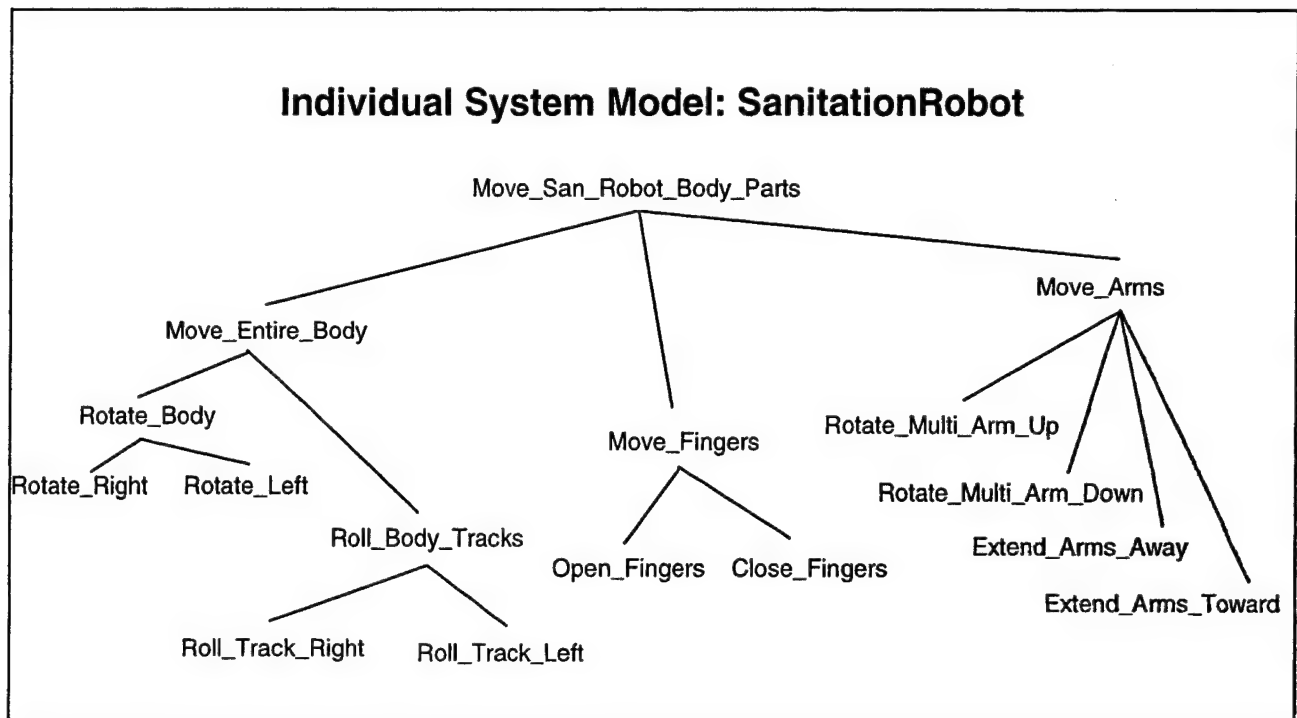 Individual System Model: SanitationRobot
Move_San_Robot_Body_Parts
Move_Arms
Move_Entire_Body
Rotate_Body
Rotate_Multi_Arm_Up
Move_Fingers
Rotate_Right
Rotate_Left
Rotate_Multi_Arm_Down
Roll_Body_Tracks
Extend_Arms_Away
Open_Fingers
Close_Fingers
Extend_Arms_Toward
Roll_Track_Right
Roll_Track_Left